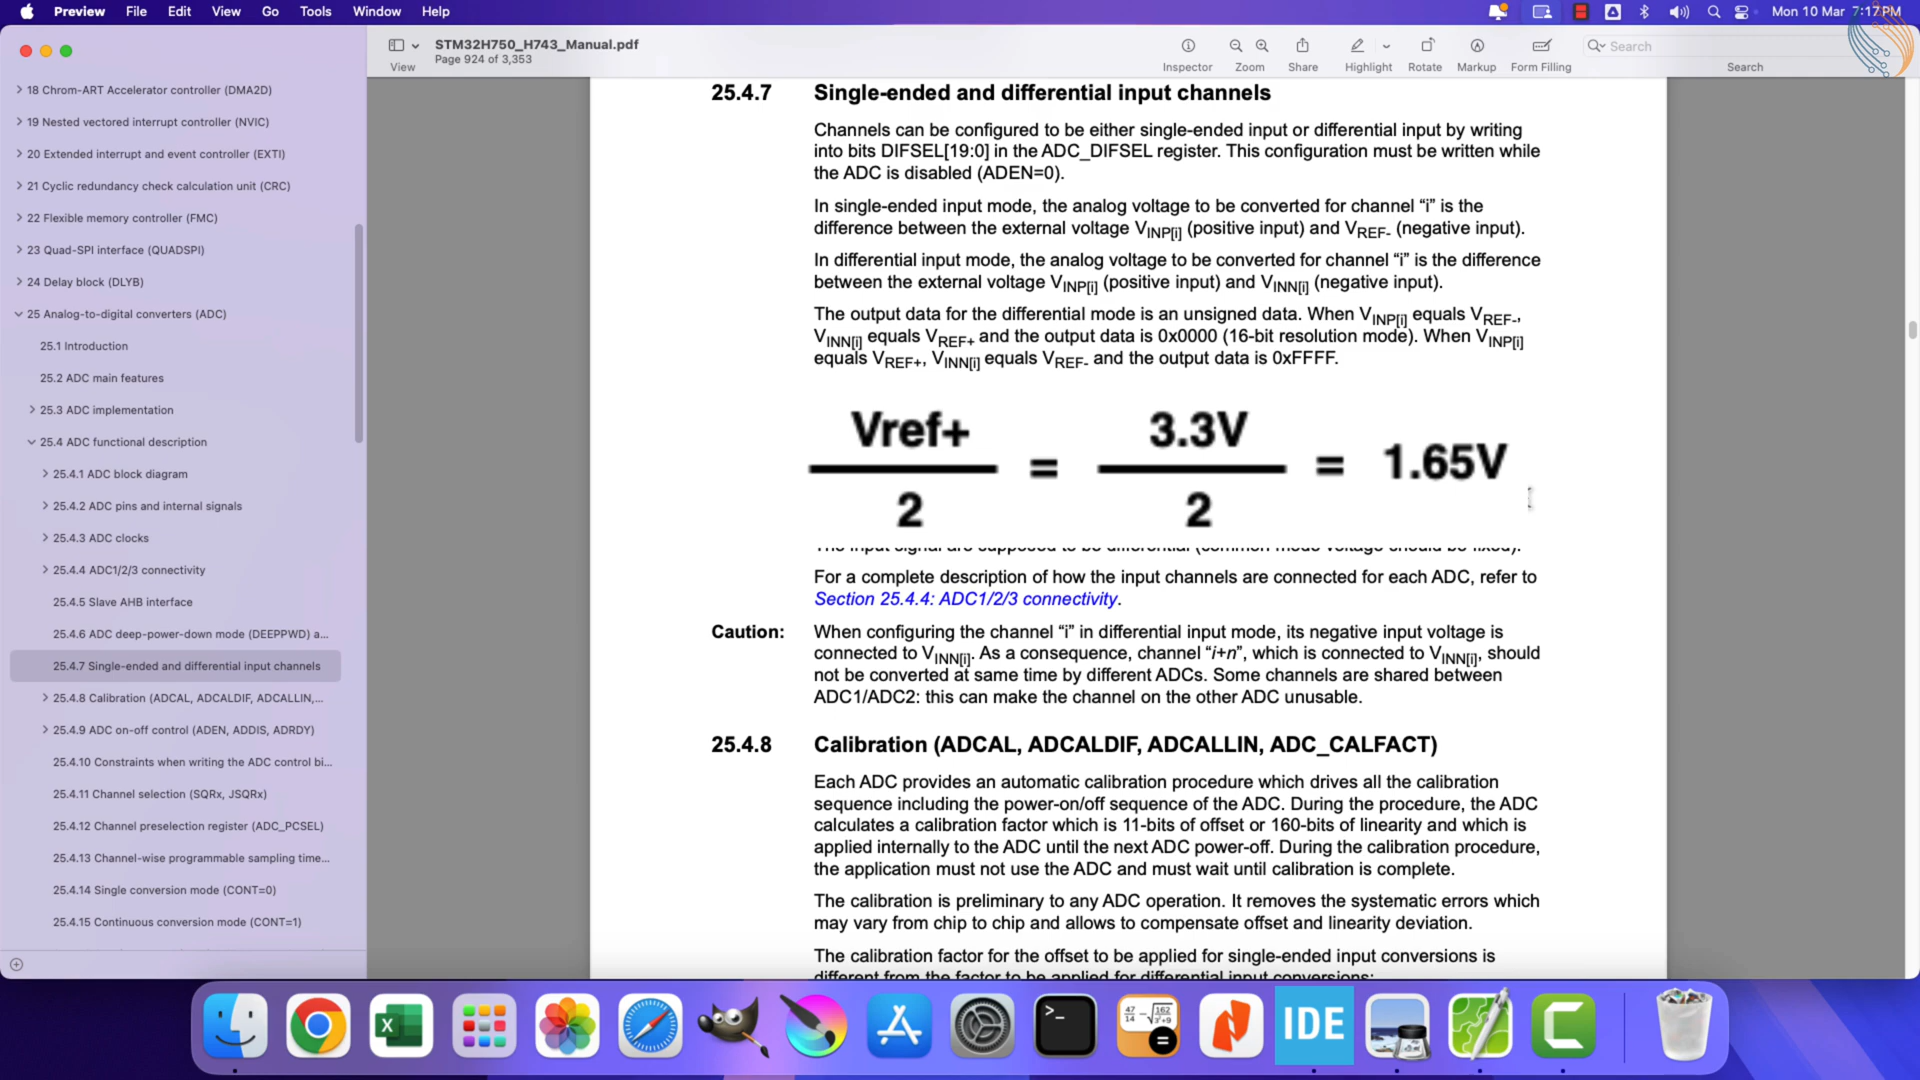 Preview File Edit View Go Tools Window Help
Mon 10 Mar 7:17PM
STM32H750_H743_Manual.pdf
Page 924 of 3,353
View
Inspector Zoom Share Highlight Rotate Markup Form Filling Search
Search
18 Chrom-ART Accelerator controller (DMA2D)
19 Nested vectored interrupt controller (NVIC)
20 Extended interrupt and event controller (EXTI)
21 Cyclic redundancy check calculation unit (CRC)
22 Flexible memory controller (FMC)
23 Quad-SPI interface (QUADSPI)
24 Delay block (DLYB)
25 Analog-to-digital converters (ADC)
25.1 Introduction
25.2 ADC main features
25.3 ADC implementation
25.4 ADC functional description
25.4.1 ADC block diagram
25.4.2 ADC pins and internal signals
25.4.3 ADC clocks
25.4.4 ADC1/2/3 connectivity
25.4.5 Slave AHB interface
25.4.6 ADC deep-power-down mode (DEEPPWD) a...
25.4.7 Single-ended and differential input channels
25.4.8 Calibration (ADCAL, ADCALDIF, ADCALLIN,...
25.4.9 ADC on-off control (ADEN, ADDIS, ADRDY)
25.4.10 Constraints when writing the ADC control bi...
25.4.11 Channel selection (SQRx, JSQRx)
25.4.12 Channel preselection register (ADC_PCSEL)
25.4.13 Channel-wise programmable sampling time...
25.4.14 Single conversion mode (CONT=0)
25.4.15 Continuous conversion mode (CONT=1)
25.4.7 Single-ended and differential input channels
Channels can be configured to be either single-ended input or differential input by writing
into bits DIFSEL[19:0] in the ADC_DIFSEL register. This configuration must be written while
the ADC is disabled (ADEN=0).
In single-ended input mode, the analog voltage to be converted for channel “i” is the
difference between the external voltage VINP[i] (positive input) and VREF- (negative input).
In differential input mode, the analog voltage to be converted for channel “i” is the difference
between the external voltage VINP[i] (positive input) and VINN[i] (negative input).
The output data for the differential mode is an unsigned data. When VINP[i] equals VREF-,
VINN[i] equals VREF+ and the output data is 0x0000 (16-bit resolution mode). When VINP[i]
equals VREF+, VINN[i] equals VREF- and the output data is 0xFFFF.
Vref+ 3.3V
= = 1.65V
2 2
The input signal are supposed to be differential (common mode voltage should be fixed).
For a complete description of how the input channels are connected for each ADC, refer to
Section 25.4.4: ADC1/2/3 connectivity.
Caution: When configuring the channel “i” in differential input mode, its negative input voltage is
connected to VINN[i]. As a consequence, channel “i+n”, which is connected to VINN[i], should
not be converted at same time by different ADCs. Some channels are shared between
ADC1/ADC2: this can make the channel on the other ADC unusable.
25.4.8 Calibration (ADCAL, ADCALDIF, ADCALLIN, ADC_CALFACT)
Each ADC provides an automatic calibration procedure which drives all the calibration
sequence including the power-on/off sequence of the ADC. During the procedure, the ADC
calculates a calibration factor which is 11-bits of offset or 160-bits of linearity and which is
applied internally to the ADC until the next ADC power-off. During the calibration procedure,
the application must not use the ADC and must wait until calibration is complete.
The calibration is preliminary to any ADC operation. It removes the systematic errors which
may vary from chip to chip and allows to compensate offset and linearity deviation.
The calibration factor for the offset to be applied for single-ended input conversions is
different from the factor to be applied for differential input conversions:
IDE